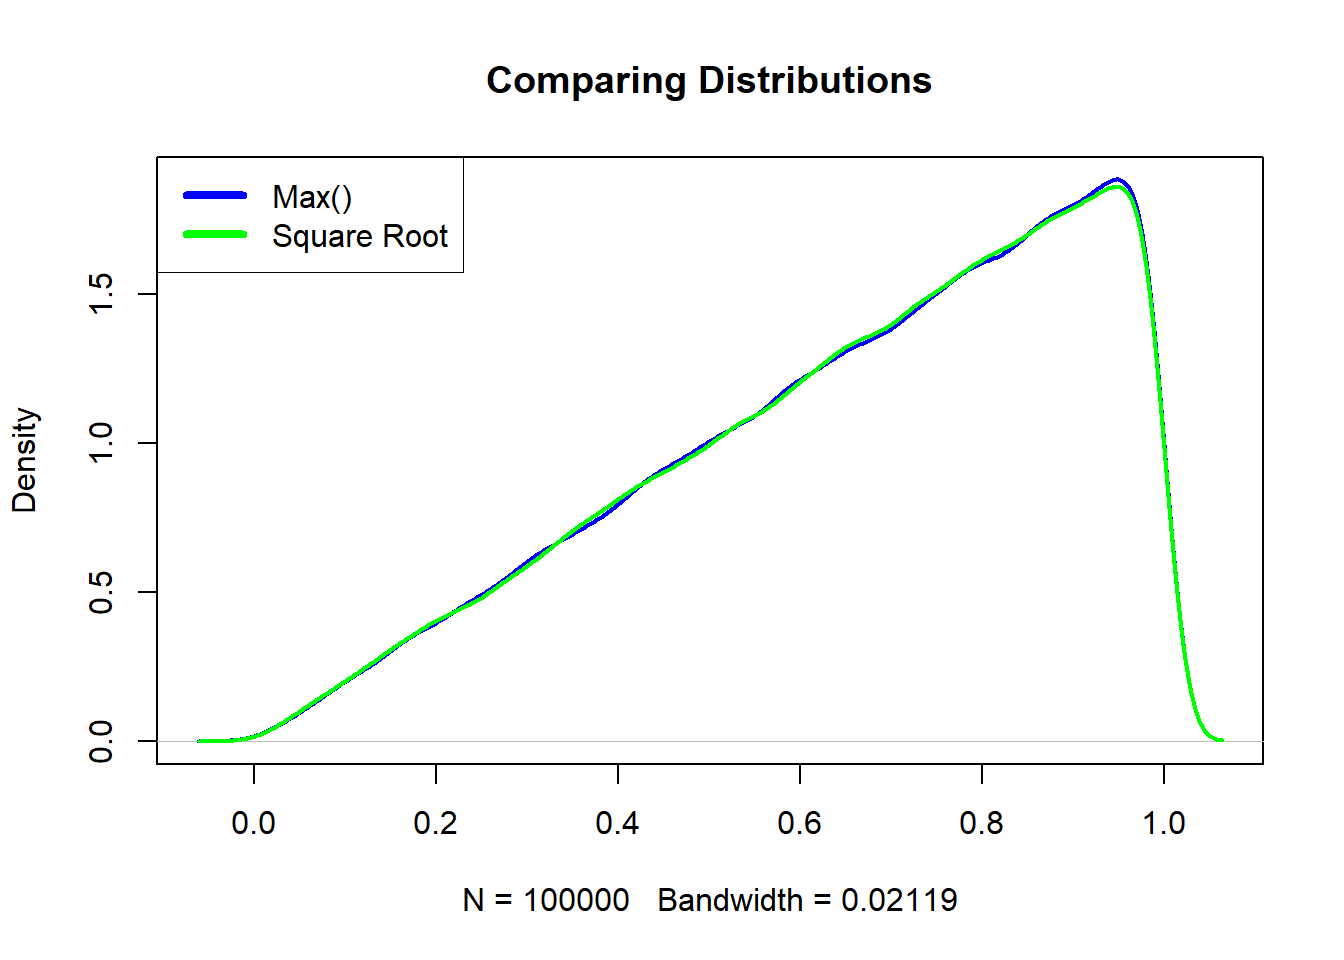 Comparing Distributions
Max()
Square Root
Density
0.0
0.5
1.0
1.5
0.0 0.2 0.4 0.6 0.8 1.0
N = 100000 Bandwidth = 0.02119